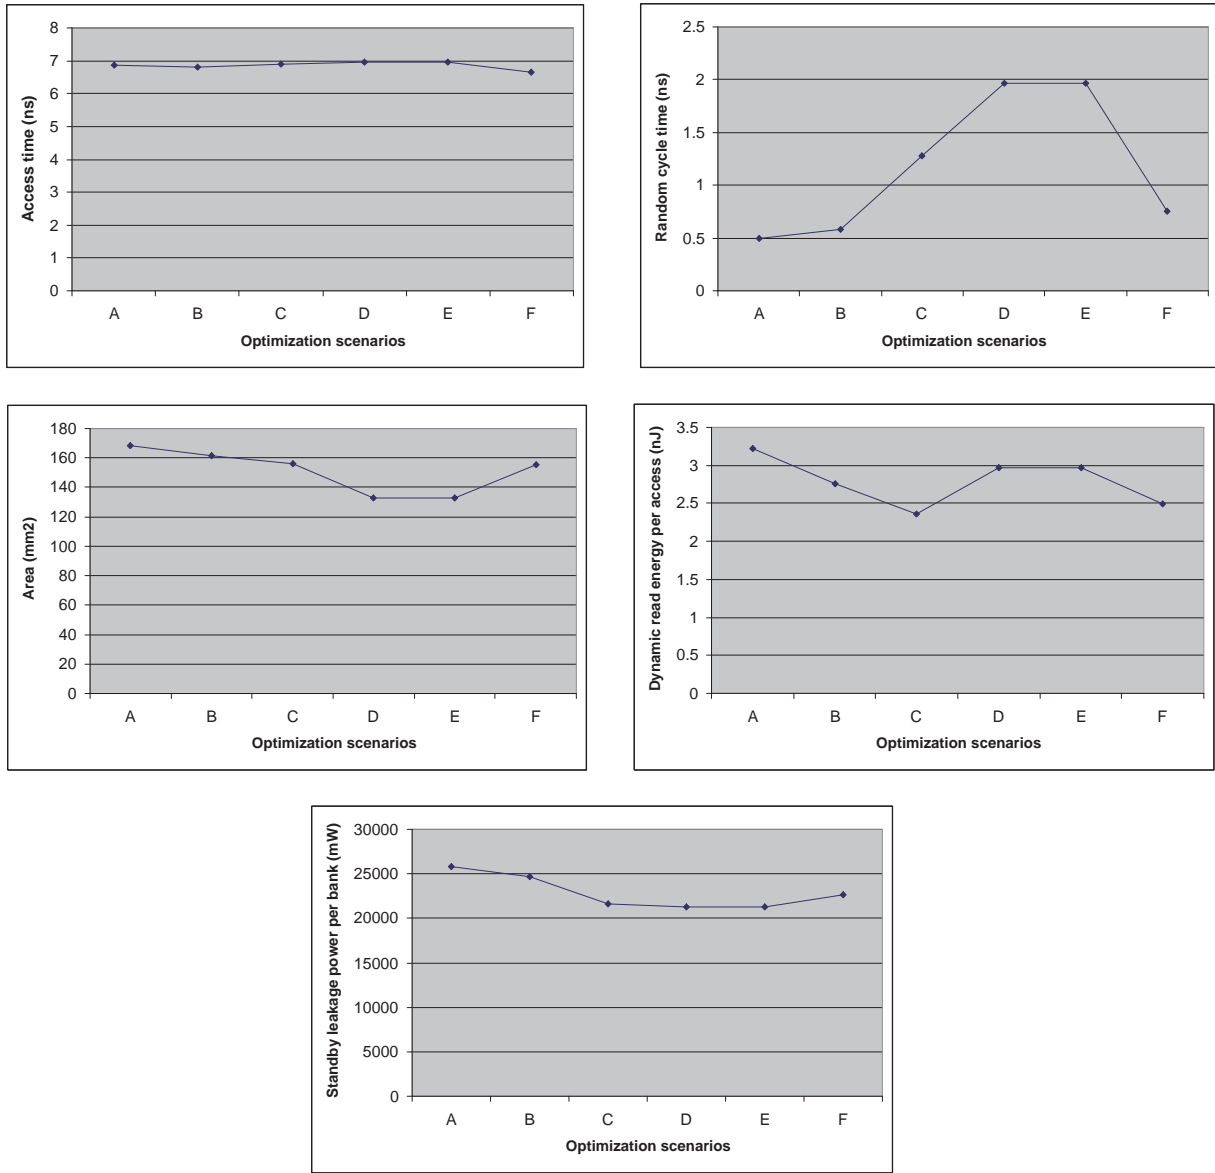 8
7
6
5
4
3
2
1
0
Access time (ns)
A B C D E F
Optimization scenarios
2.5
2
1.5
1
0.5
0
Random cycle time (ns)
A B C D E F
Optimization scenarios
180
160
140
120
100
80
60
40
20
0
Area (mm2)
A B C D E F
Optimization scenarios
3.5
3
2.5
2
1.5
1
0.5
0
Dynamic read energy per access (nJ)
A B C D E F
Optimization scenarios
30000
25000
20000
15000
10000
5000
0
Standby leakage power per bank (mW)
A B C D E F
Optimization scenarios